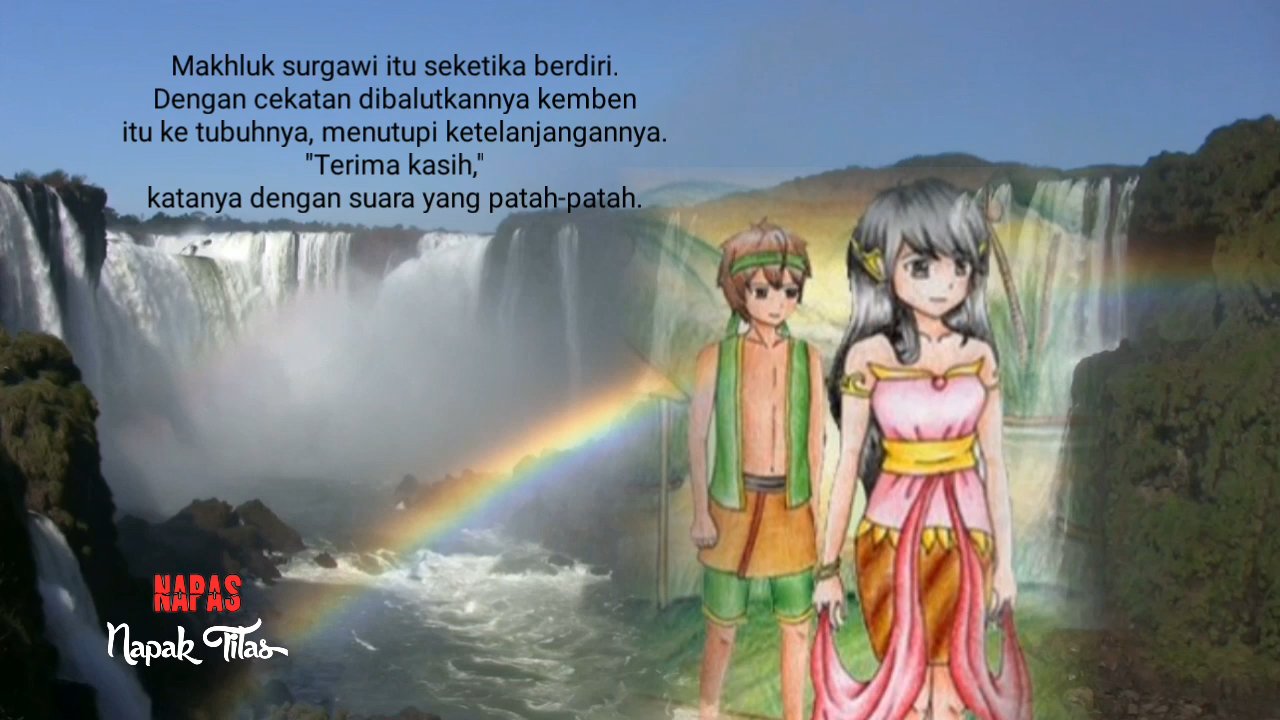 Makhluk surgawi itu seketika berdiri.
Dengan cekatan dibalutkannya kemben
itu ke tubuhnya, menutupi ketelanjangannya.
"Terima kasih,"
katanya dengan suara yang patah-patah.
NAPAS
Napak Tilas